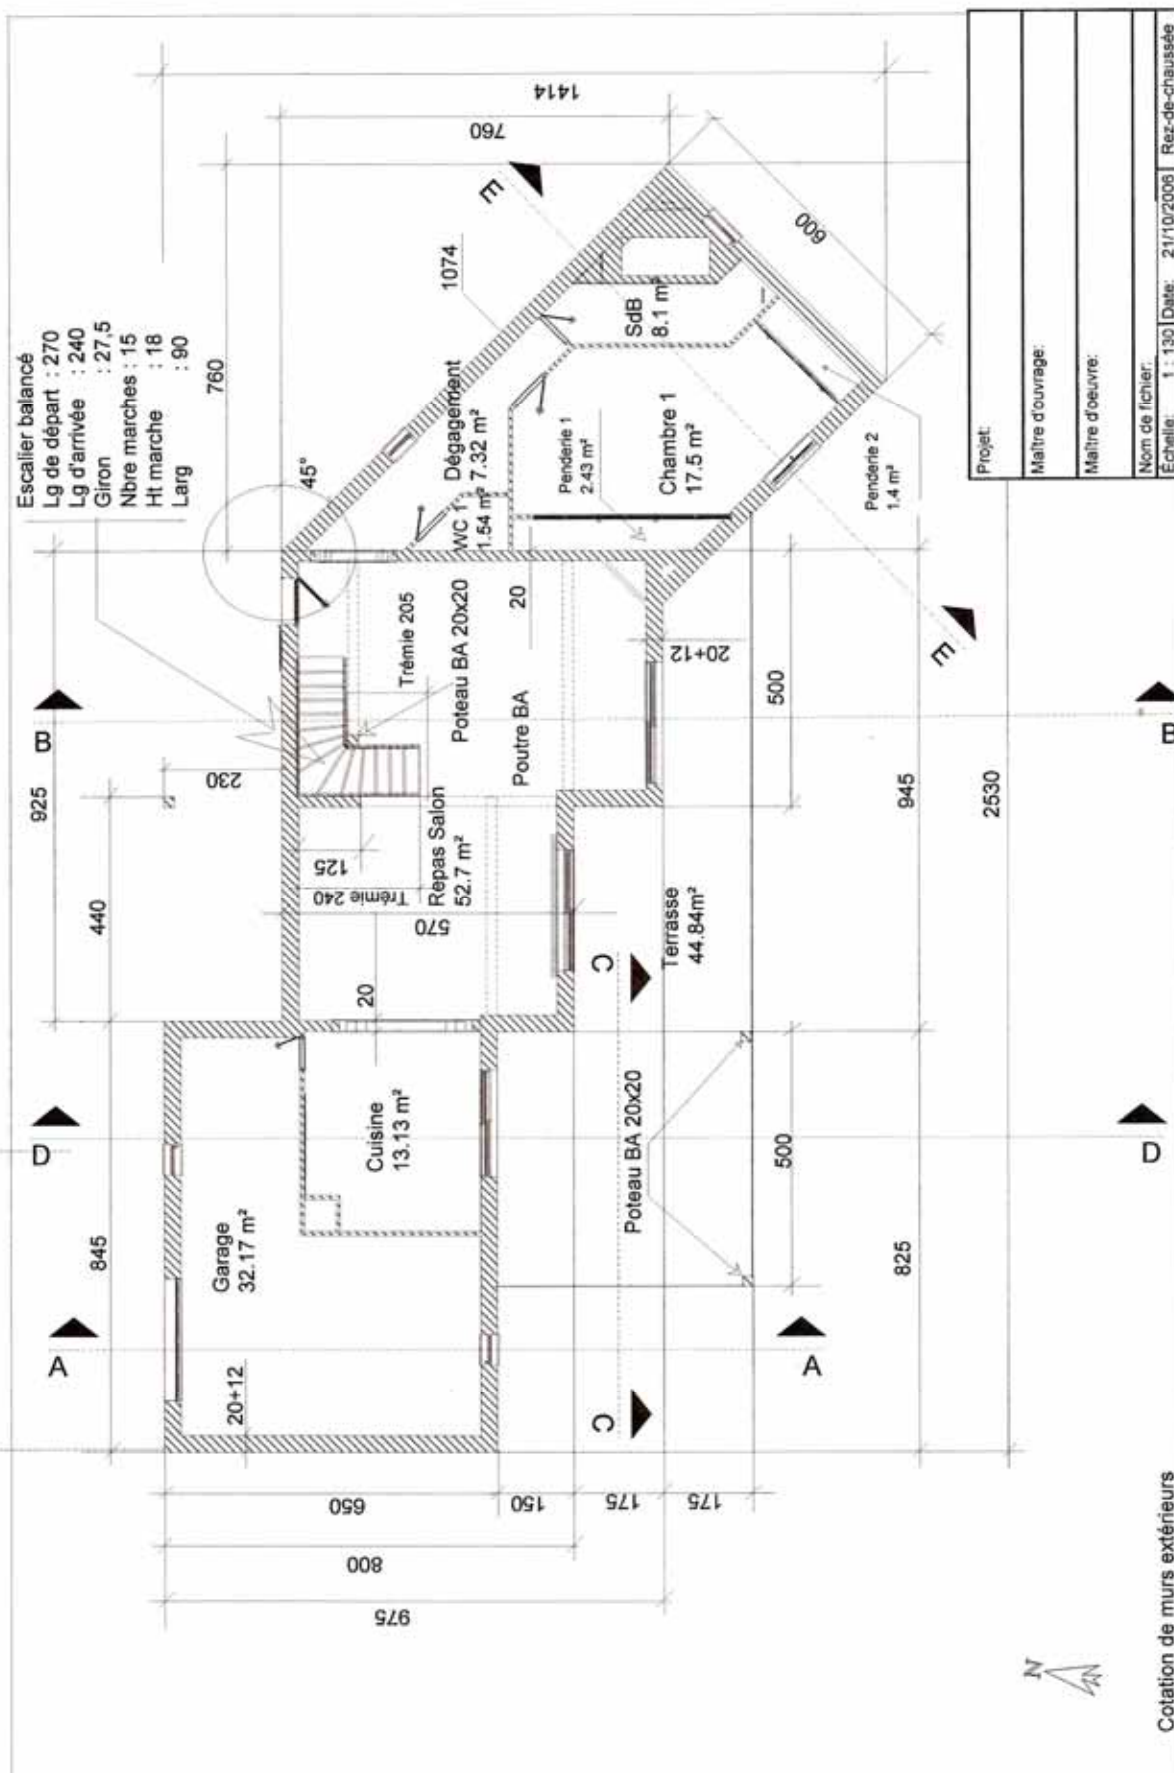 Escalier balancé
Lg de départ : 270
Lg d'arrivée : 240
Giron : 27,5
Nbre marches : 15
Ht marche : 18
Larg : 90
925
440
845
230
760
45°
1414
760
1074
600
E
E
B
B
D
D
A
A
C
C
Garage
32.17 m²
20+12
Cuisine
13.13 m²
20
125
Trémie 240
570
Repas Salon
52.7 m²
Trémie 205
Poteau BA 20x20
Poutre BA
20
20+12
WC 1
1.54 m²
Dégagement
7.32 m²
Penderie 1
2.43 m²
Chambre 1
17.5 m²
SdB
8.1 m²
Penderie 2
1.4 m²
Terrasse
44.84m²
Poteau BA 20x20
500
500
945
825
2530
650
150
175
175
800
975
N
Cotation de murs extérieurs
Projet:
Maître d'ouvrage:
Maître d'oeuvre:
Nom de fichier:
Échelle: 1 : 130 Date: 21/10/2006 Rez-de-chaussée